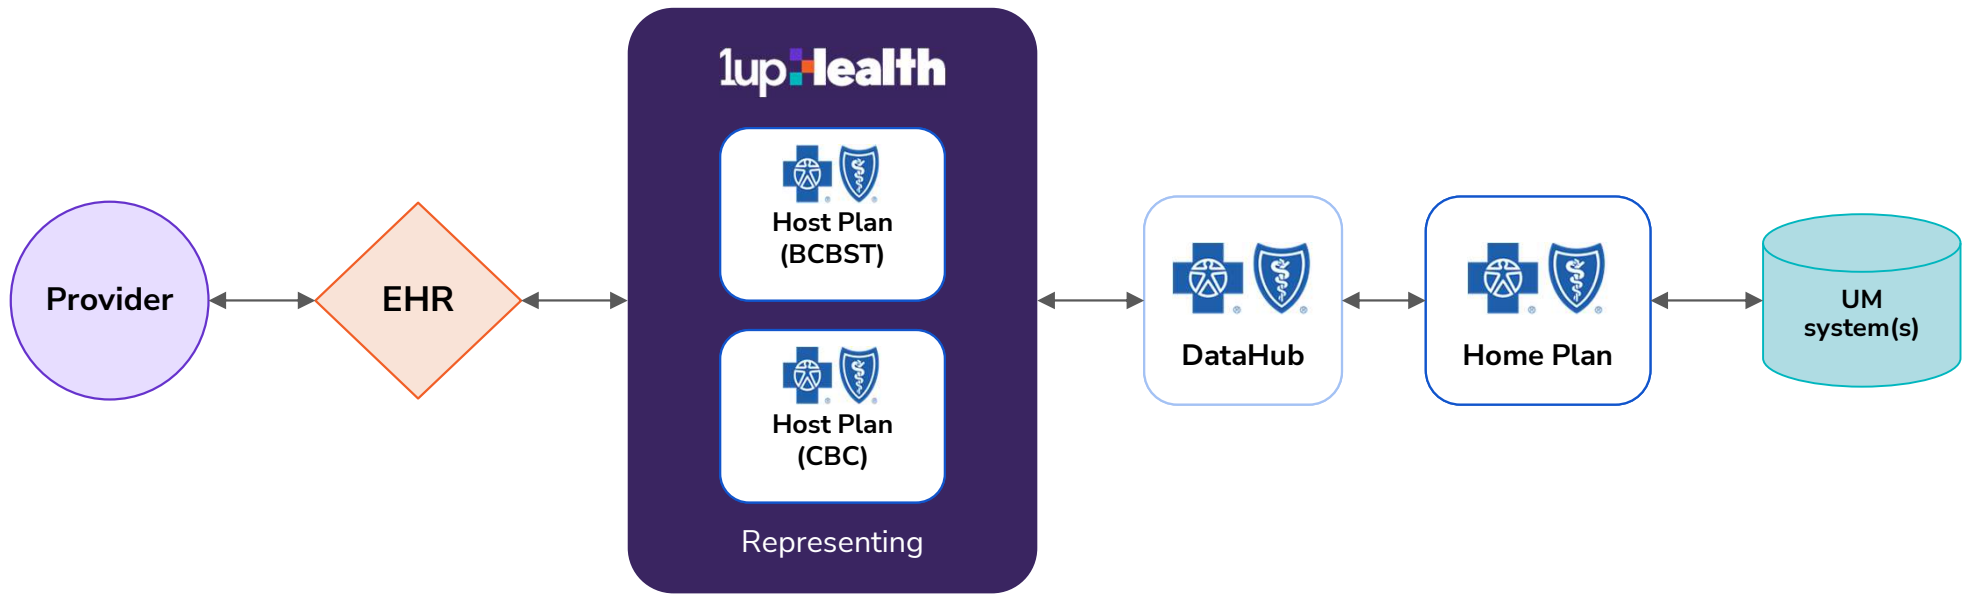 Provider
EHR
1upHealth
Host Plan
(BCBST)
Host Plan
(CBC)
Representing
DataHub
Home Plan
UM
system(s)